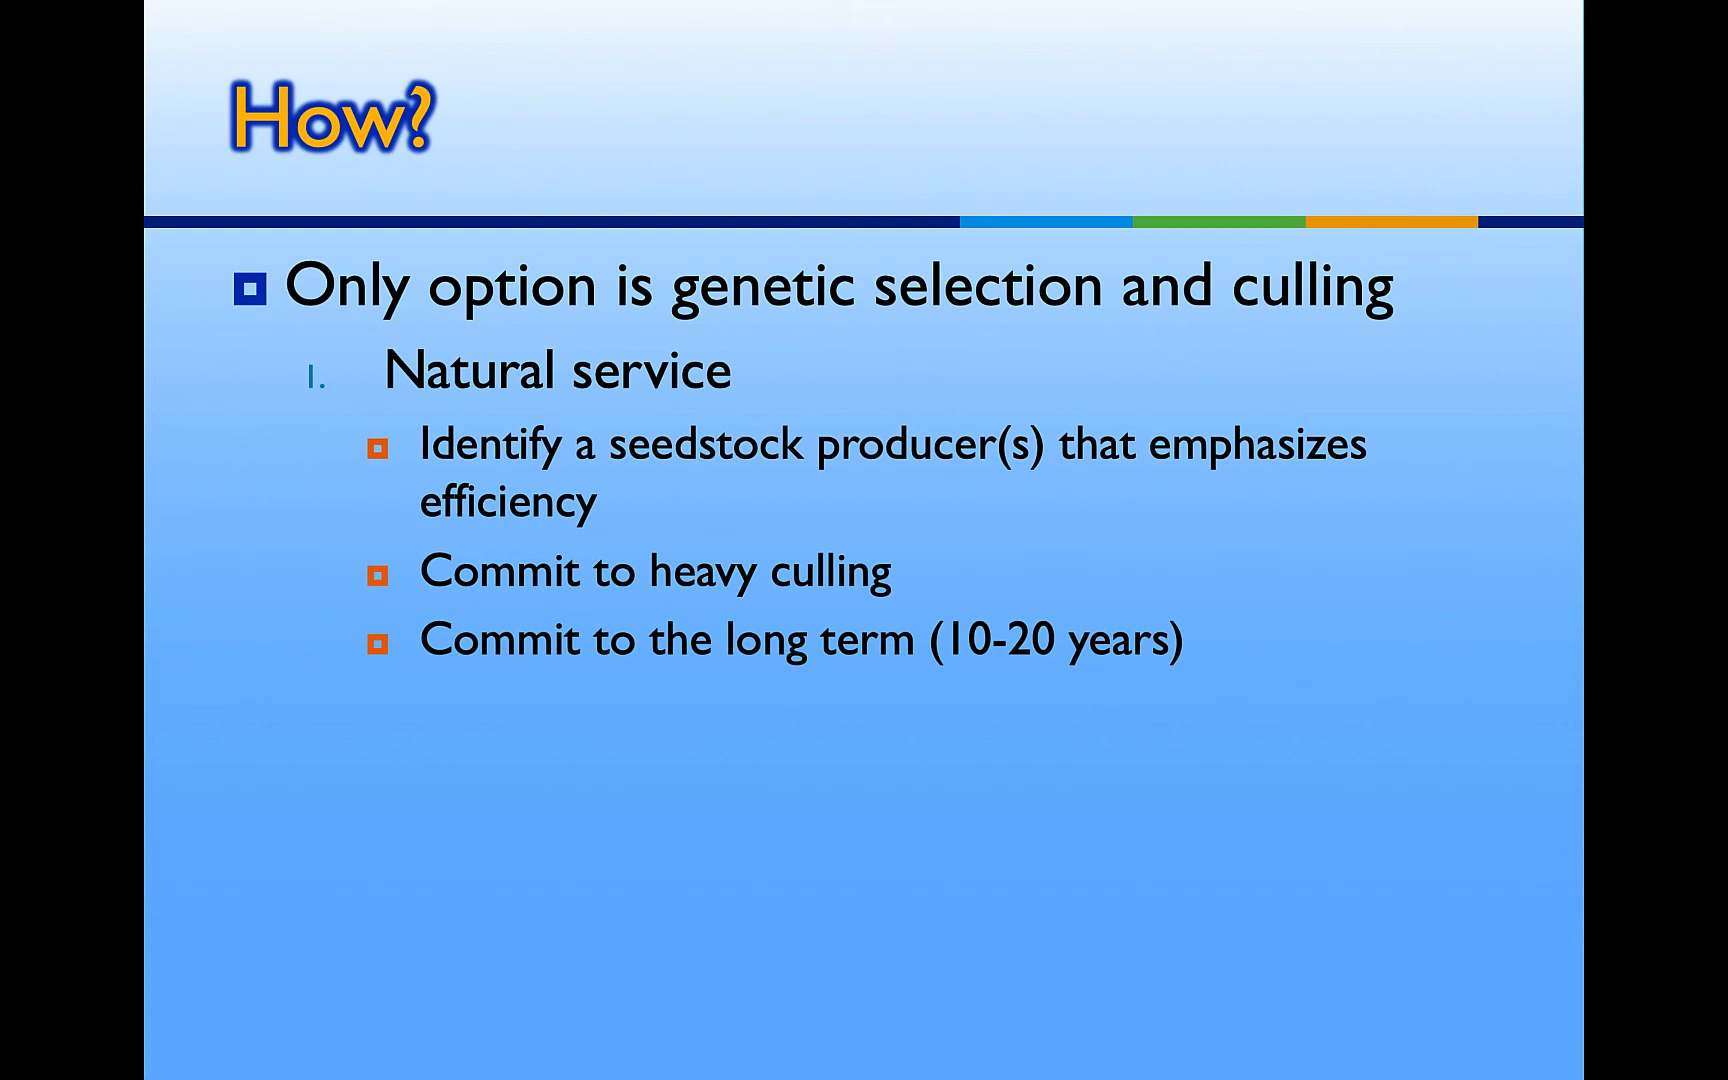 How?
Only option is genetic selection and culling
1. Natural service
Identify a seedstock producer(s) that emphasizes
efficiency
Commit to heavy culling
Commit to the long term (10-20 years)